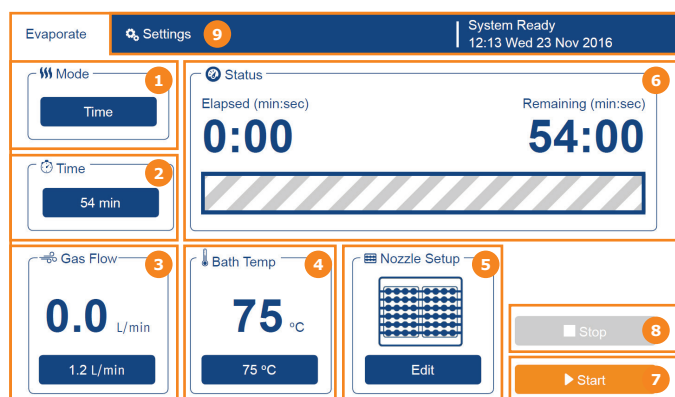 Evaporate
Settings
9
System Ready
12:13 Wed 23 Nov 2016
Mode
1
Time
Time
2
54 min
Status
6
Elapsed (min:sec)
Remaining (min:sec)
0:00
54:00
Gas Flow
3
0.0 L/min
1.2 L/min
Bath Temp
4
75 ºC
75 ºC
Nozzle Setup
5
Edit
Stop
8
Start
7